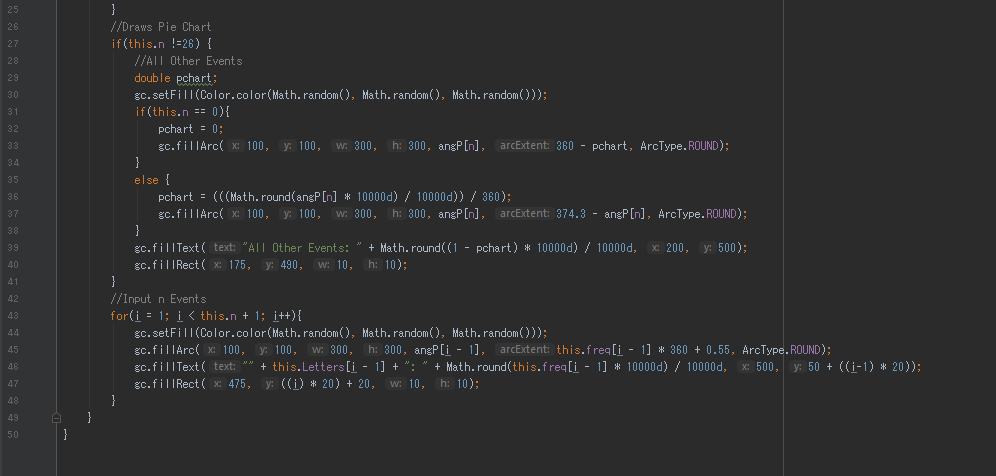 25 }
26 //Draws Pie Chart
27 if(this.n !=26) {
28 //All Other Events
29 double pchart;
30 gc.setFill(Color.color(Math.random(), Math.random(), Math.random()));
31 if(this.n == 0){
32 pchart = 0;
33 gc.fillArc( x: 100, y: 100, w: 300, h: 300, angP[n], arcExtent: 360 - pchart, ArcType.ROUND);
34 }
35 else {
36 pchart = (((Math.round(angP[n] * 10000d) / 10000d)) / 360);
37 gc.fillArc( x: 100, y: 100, w: 300, h: 300, angP[n], arcExtent: 374.3 - angP[n], ArcType.ROUND);
38 }
39 gc.fillText( text: "All Other Events: " + Math.round((1 - pchart) * 10000d) / 10000d, x: 200, y: 500);
40 gc.fillRect( x: 175, y: 490, w: 10, h: 10);
41 }
42 //Input n Events
43 for(i = 1; i < this.n + 1; i++){
44 gc.setFill(Color.color(Math.random(), Math.random(), Math.random()));
45 gc.fillArc( x: 100, y: 100, w: 300, h: 300, angP[i - 1], arcExtent: this.freq[i - 1] * 360 + 0.55, ArcType.ROUND);
46 gc.fillText( text: "" + this.Letters[i - 1] + ": " + Math.round(this.freq[i - 1] * 10000d) / 10000d, x: 500, y: 50 + ((i-1) * 20));
47 gc.fillRect( x: 475, y: ((i) * 20) + 20, w: 10, h: 10);
48 }
49 }
50 }